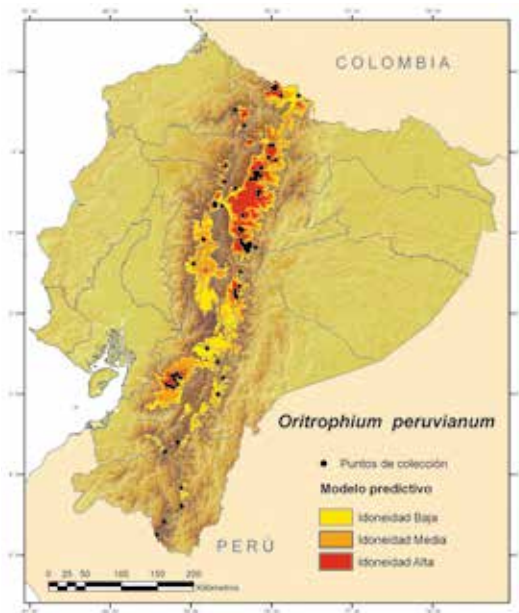 COLOMBIA
Oritrophium peruvianum
Puntos de colección
Modelo predictivo
Idoneidad Baja
Idoneidad Media
Idoneidad Alta
PERÚ
0 25 50 100 150 200
Kilometros